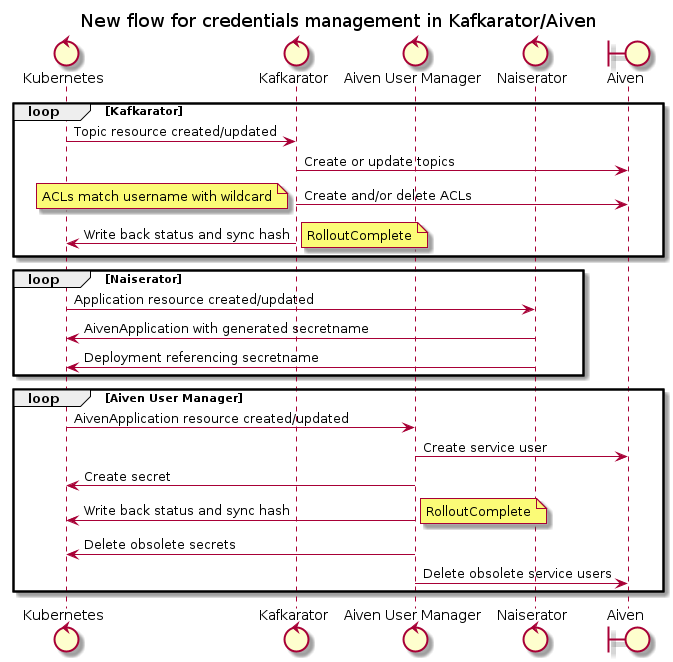 New flow for credentials management in Kafkarator/Aiven
Kubernetes
Kafkarator
Aiven User Manager
Naiserator
Aiven
loop [Kafkarator]
Topic resource created/updated
Create or update topics
ACLs match username with wildcard
Create and/or delete ACLs
Write back status and sync hash
RolloutComplete
loop [Naiserator]
Application resource created/updated
AivenApplication with generated secretname
Deployment referencing secretname
loop [Aiven User Manager]
AivenApplication resource created/updated
Create service user
Create secret
Write back status and sync hash
RolloutComplete
Delete obsolete secrets
Delete obsolete service users
Kubernetes
Kafkarator
Aiven User Manager
Naiserator
Aiven